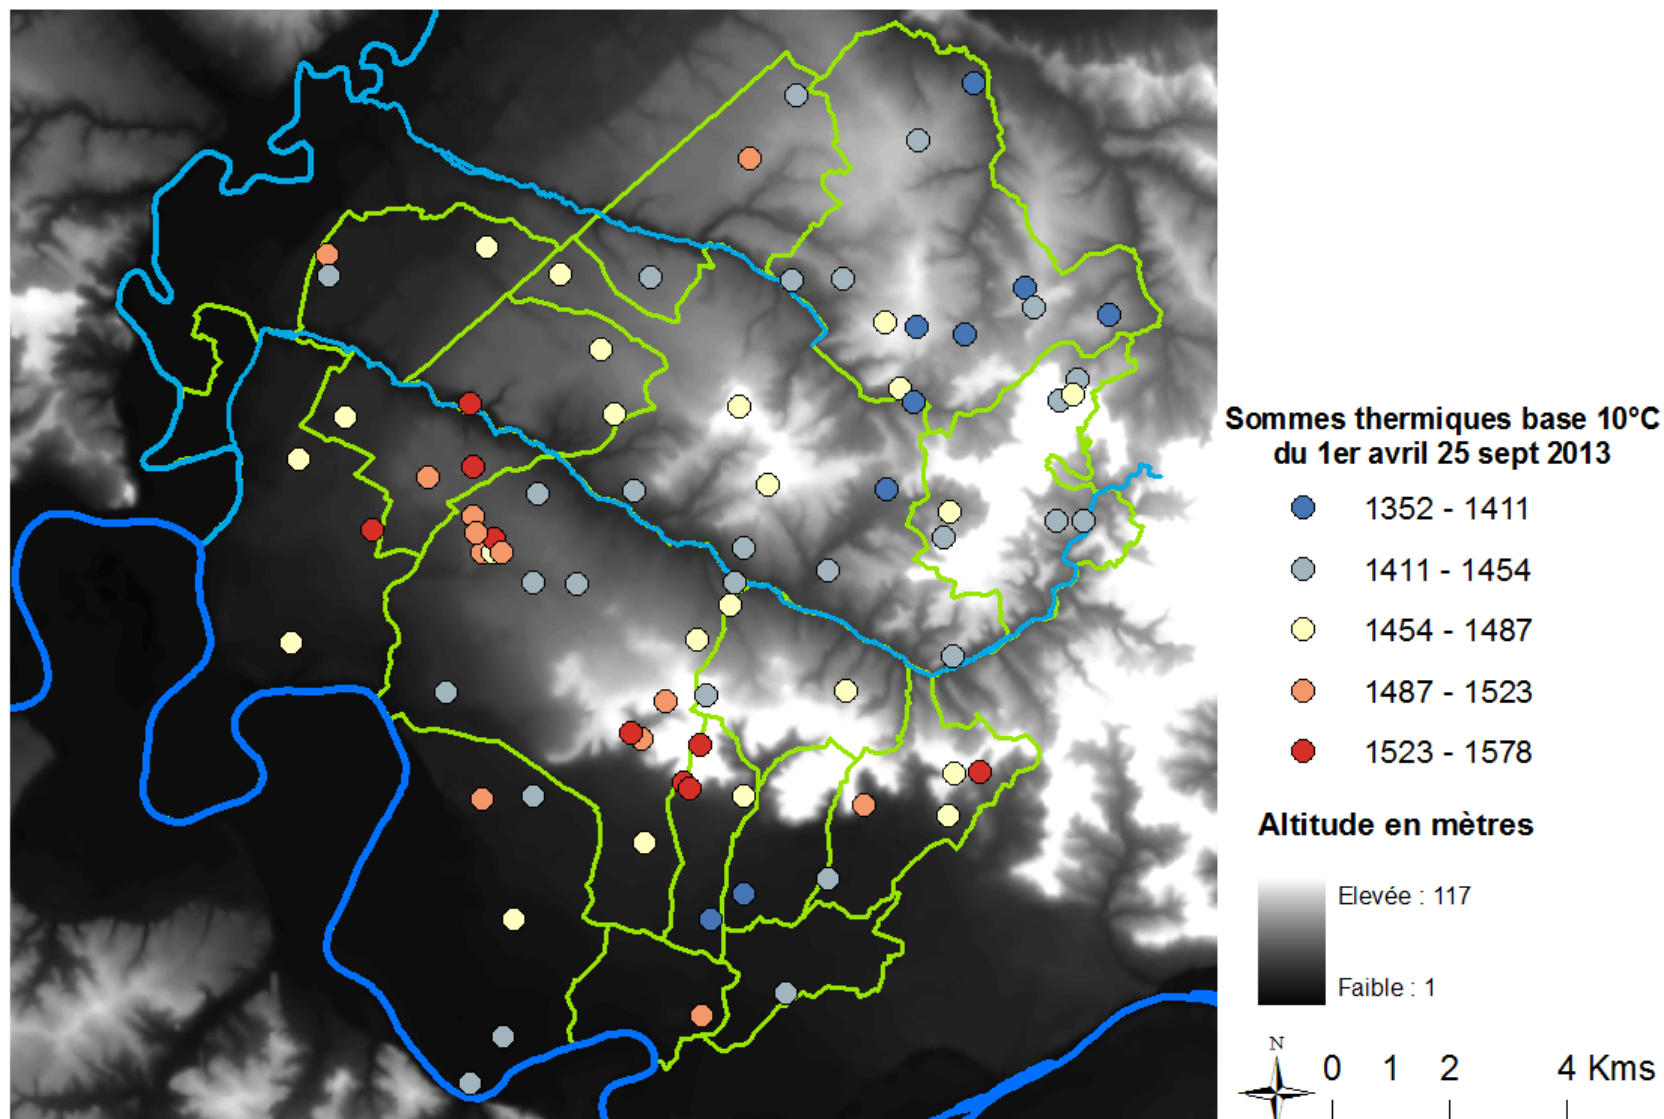 Sommes thermiques base 10°C
du 1er avril 25 sept 2013
1352 - 1411
1411 - 1454
1454 - 1487
1487 - 1523
1523 - 1578
Altitude en mètres
Elevée : 117
Faible : 1
N
0 1 2 4 Kms